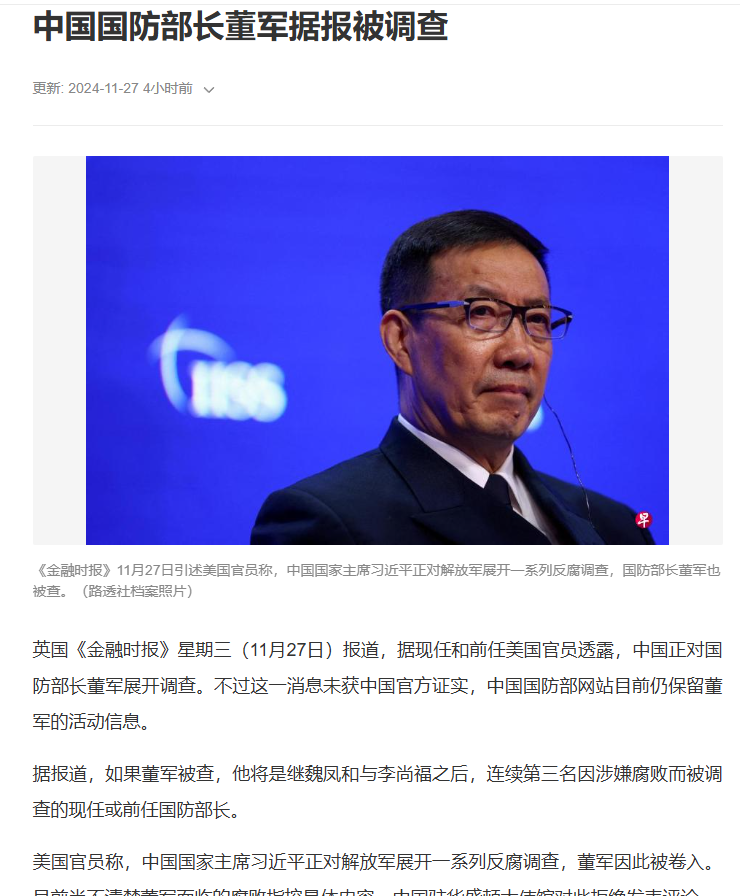 中国国防部长董军据报被调查
更新: 2024-11-27 4小时前
IISS
早
《金融时报》11月27日引述美国官员称，中国国家主席习近平正对解放军展开一系列反腐调查，国防部长董军也
被查。（路透社档案照片）
英国《金融时报》星期三（11月27日）报道，据现任和前任美国官员透露，中国正对国
防部长董军展开调查。不过这一消息未获中国官方证实，中国国防部网站目前仍保留董
军的活动信息。
据报道，如果董军被查，他将是继魏凤和与李尚福之后，连续第三名因涉嫌腐败而被调
查的现任或前任国防部长。
美国官员称，中国国家主席习近平正对解放军展开一系列反腐调查，董军因此被卷入。